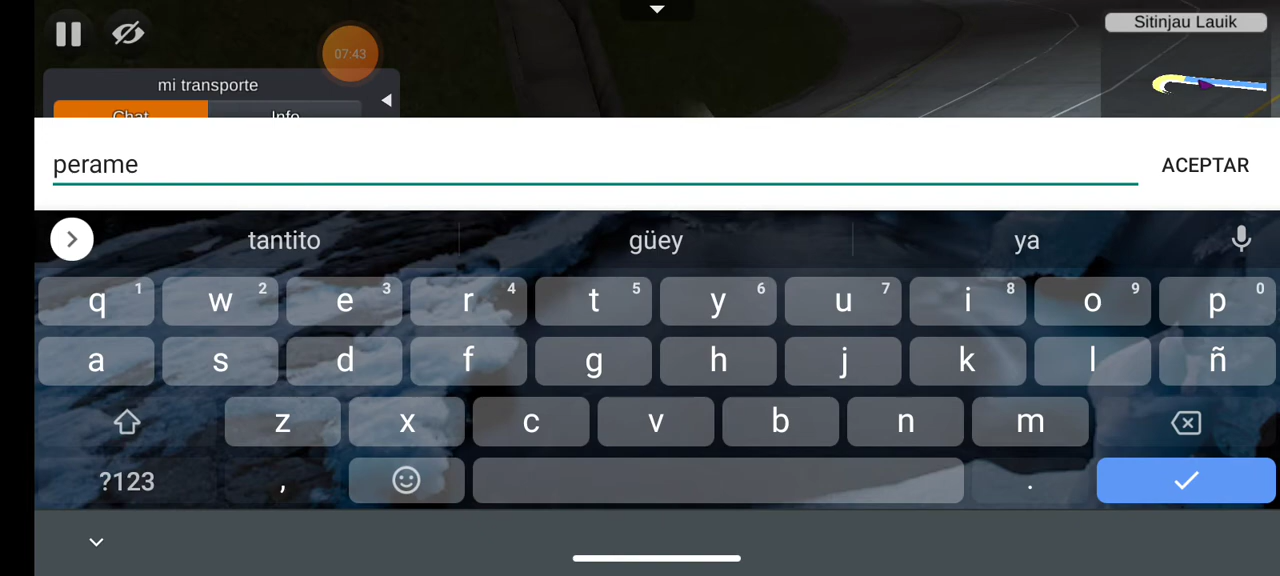 07:43
Sitinjau Lauik
mi transporte
Chat Info
perame
ACEPTAR
tantito güey ya
q 1 w 2 e 3 r 4 t 5 y 6 u 7 i 8 o 9 p 0
a s d f g h j k l ñ
z x c v b n m
?123 , .